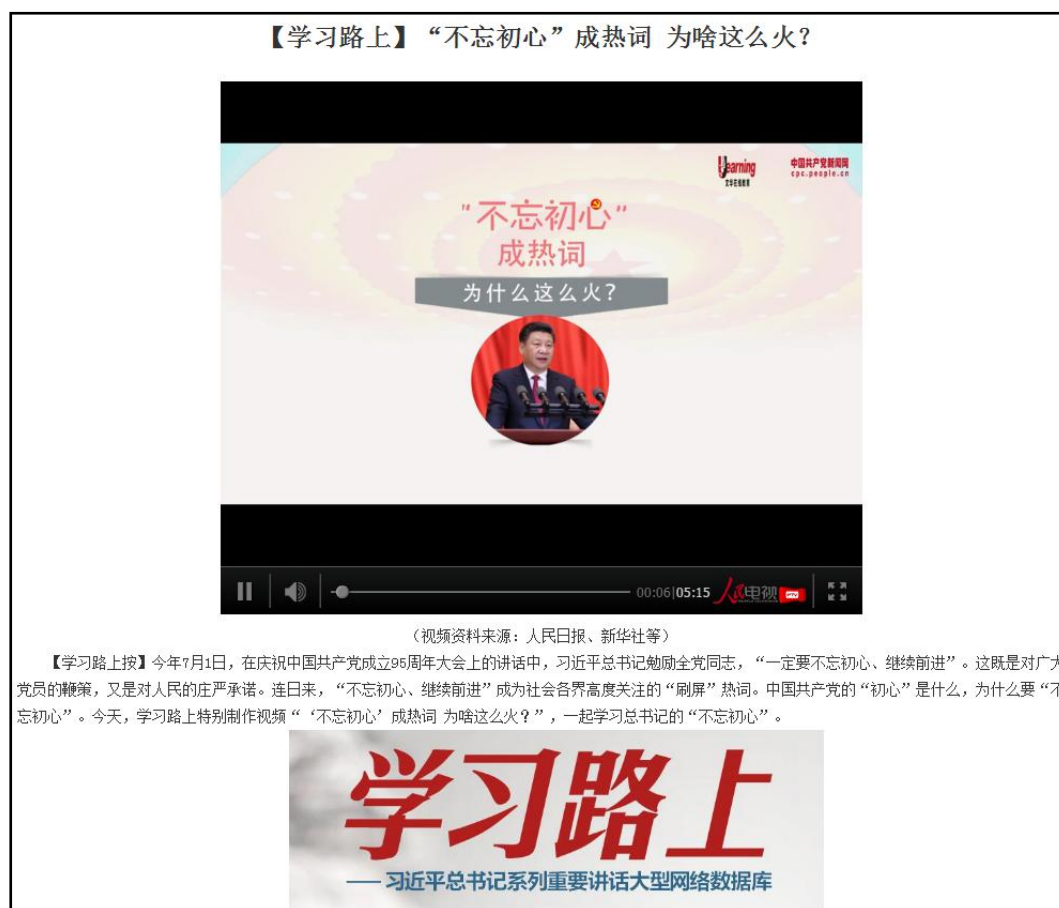 【学习路上】“不忘初心”成热词 为啥这么火？
Learning
文华在线教育
中国共产党新闻网
cpc.people.cn
“不忘初心”
成热词
为什么这么火？
00:06|05:15
人民电视
（视频资料来源：人民日报、新华社等）
【学习路上按】今年7月1日，在庆祝中国共产党成立95周年大会上的讲话中，习近平总书记勉励全党同志，“一定要不忘初心、继续前进”。这既是对广大
党员的鞭策，又是对人民的庄严承诺。连日来，“不忘初心、继续前进”成为社会各界高度关注的“刷屏”热词。中国共产党的“初心”是什么，为什么要“不
忘初心”。今天，学习路上特别制作视频“‘不忘初心’成热词 为啥这么火？”，一起学习总书记的“不忘初心”。
学习路上
——习近平总书记系列重要讲话大型网络数据库